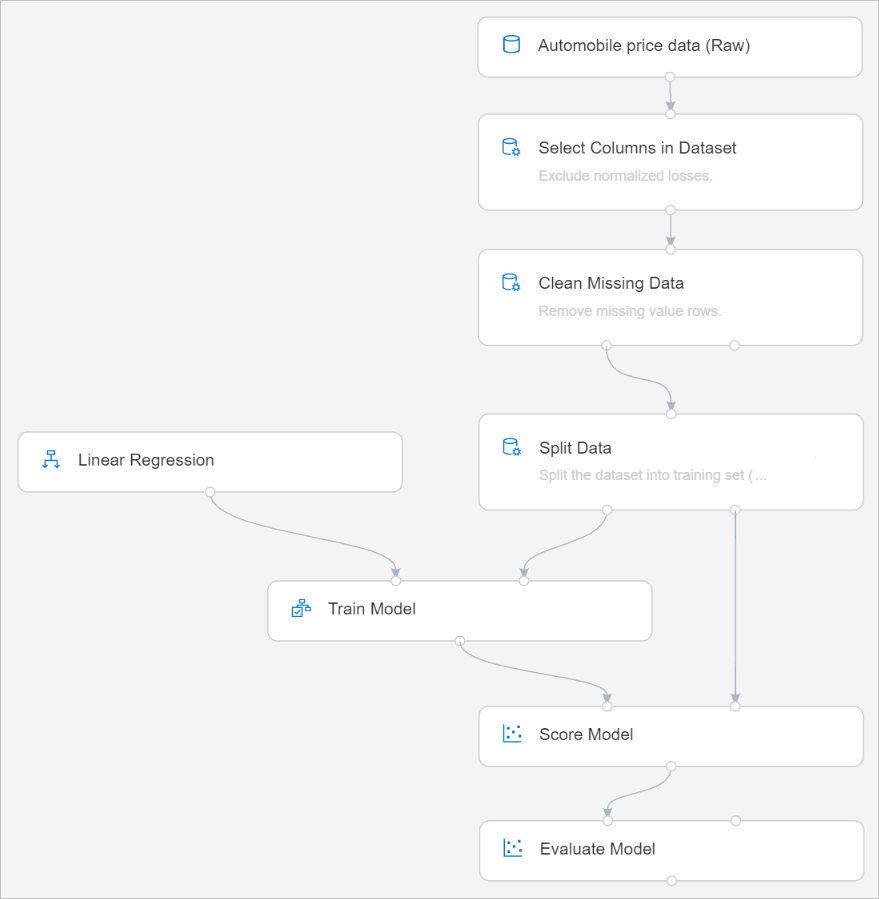 Automobile price data (Raw)
Select Columns in Dataset
Exclude normalized losses.
Clean Missing Data
Remove missing value rows.
Split Data
Split the dataset into training set (...
Linear Regression
Train Model
Score Model
Evaluate Model